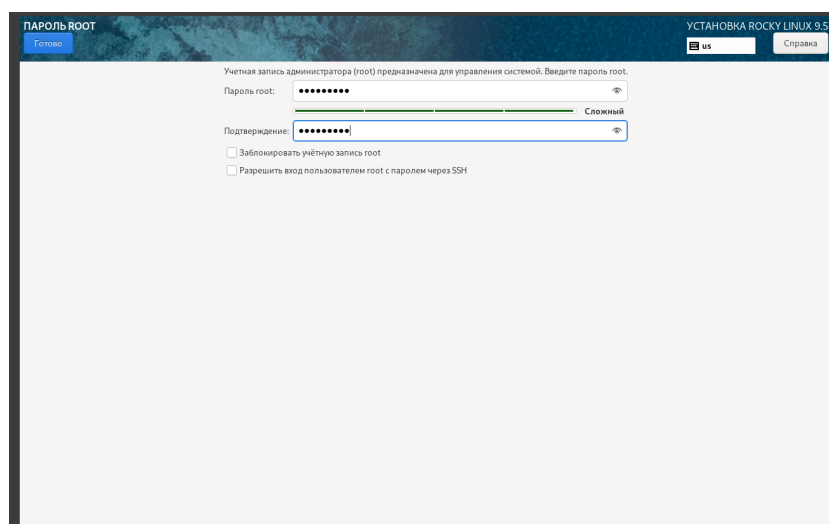 ПАРОЛЬ ROOT
УСТАНОВКА ROCKY LINUX 9.5
Готово
us
Справка
Учетная запись администратора (root) предназначена для управления системой. Введите пароль root.
Пароль root: ●●●●●●●●●
Сложный
Подтверждение: ●●●●●●●●●
Заблокировать учётную запись root
Разрешить вход пользователем root с паролем через SSH